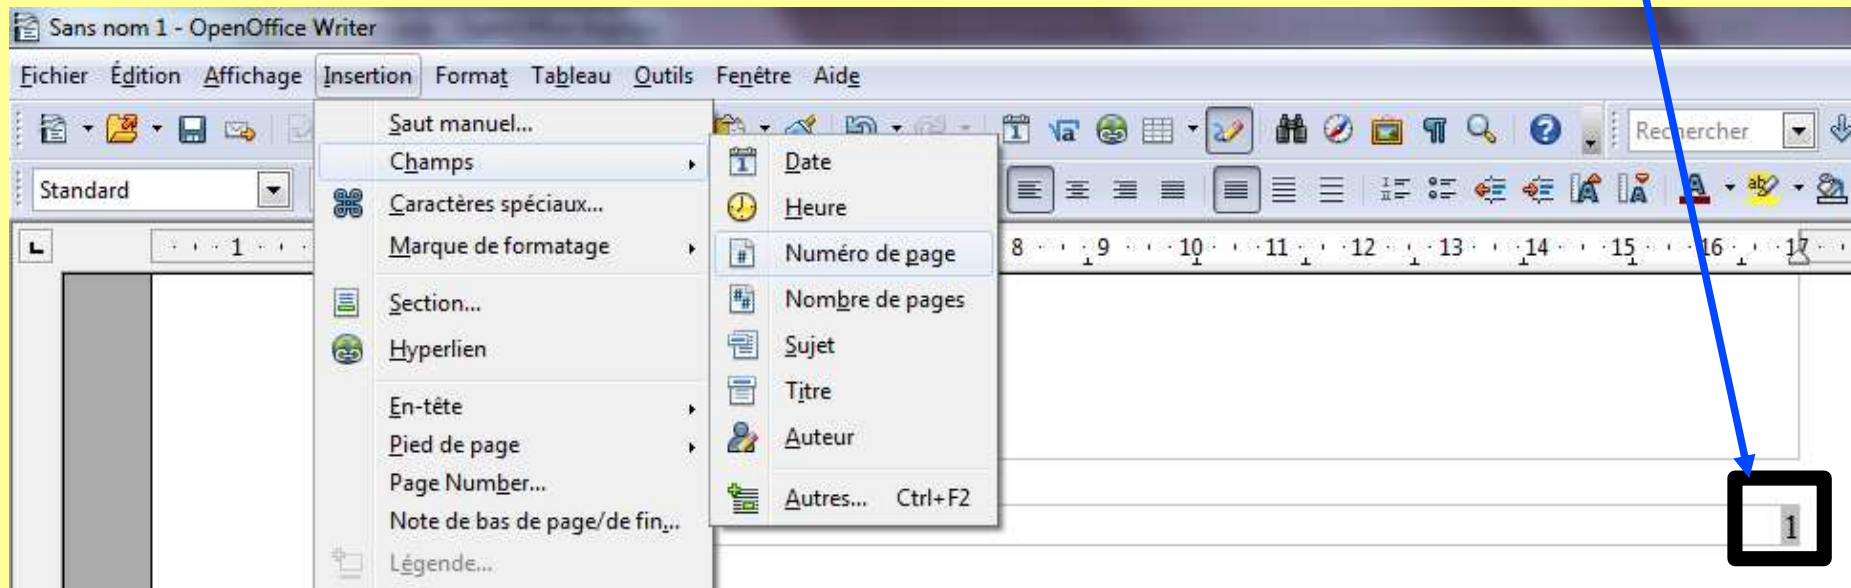 Sans nom 1 - OpenOffice Writer
Fichier Édition Affichage Insertion Format Tableau Outils Fenêtre Aide
Rechercher
Standard
1 8 9 10 11 12 13 14 15 16 17
Saut manuel...
Champs
Caractères spéciaux...
Marque de formatage
Section...
Hyperlien
En-tête
Pied de page
Page Number...
Note de bas de page/de fin...
Légende...
Date
Heure
Numéro de page
Nombre de pages
Sujet
Titre
Auteur
Autres... Ctrl+F2
1